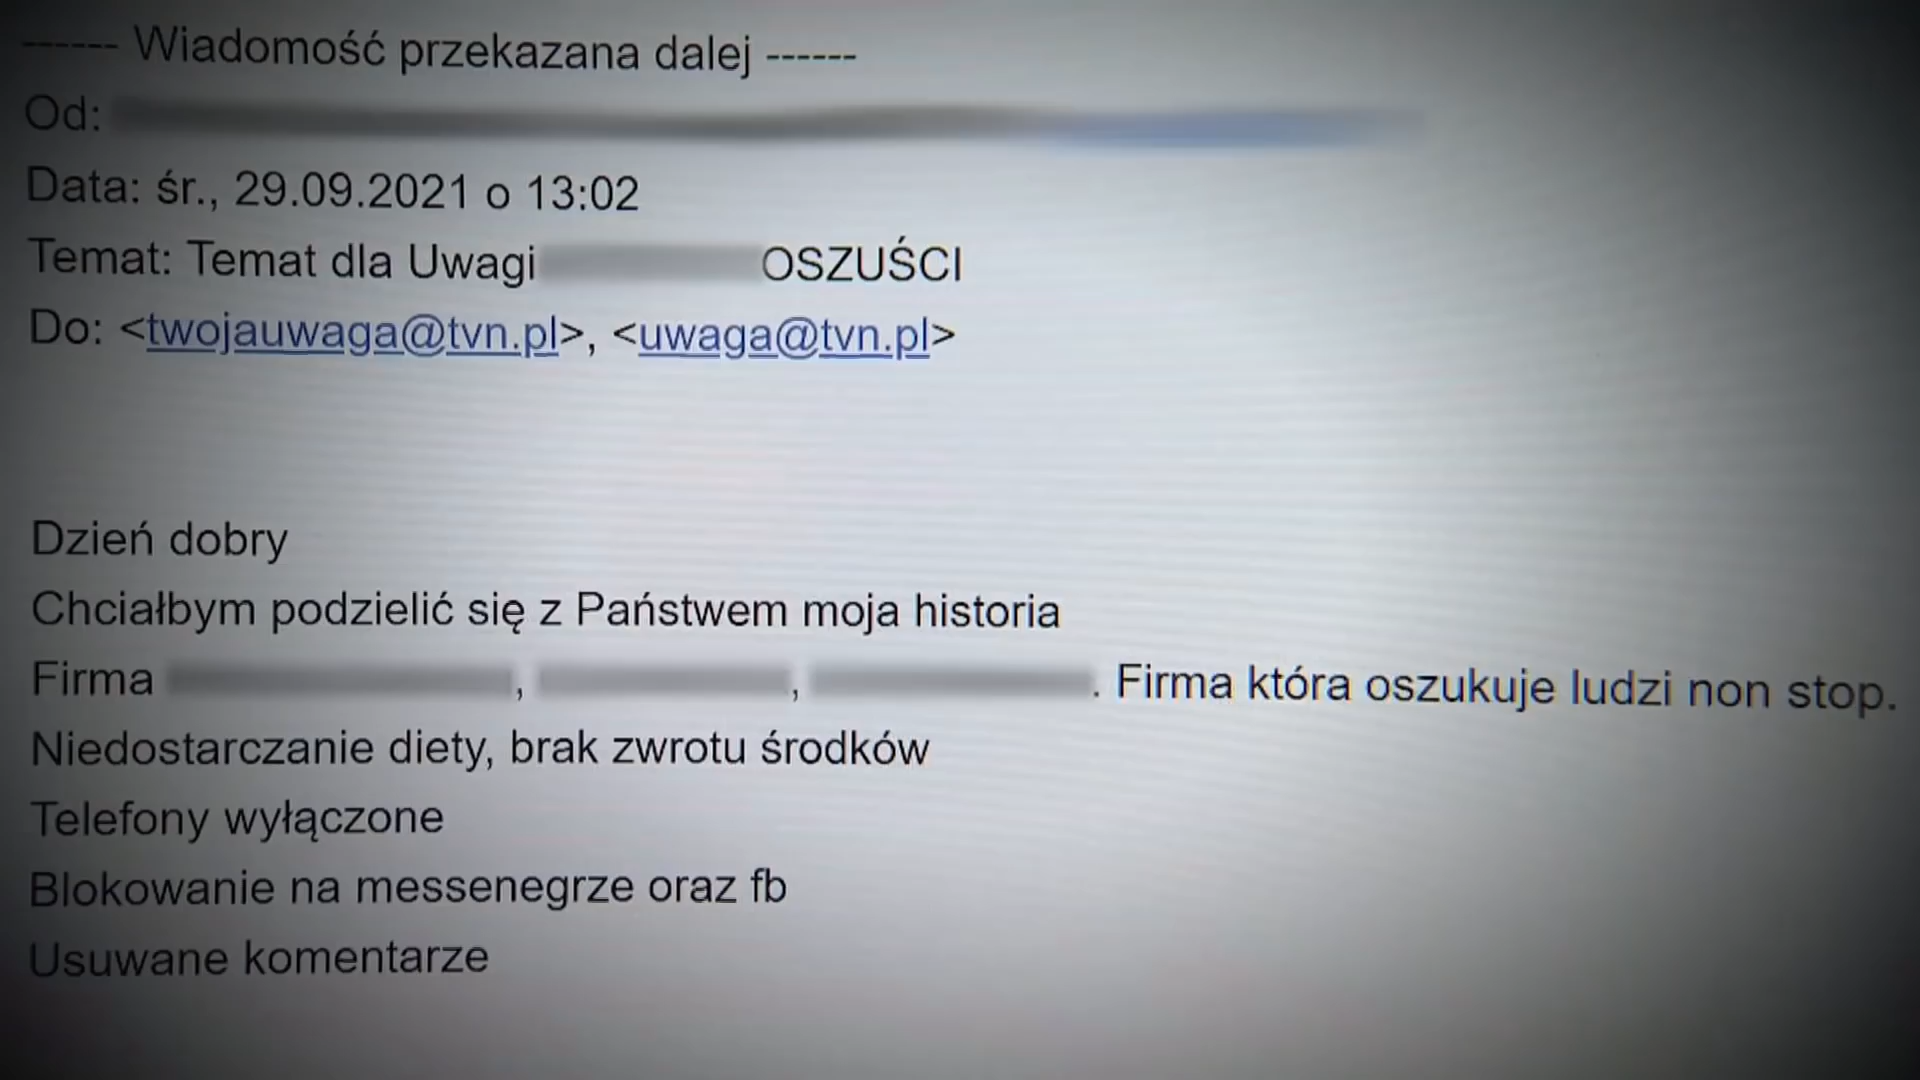 ------ Wiadomość przekazana dalej ------
Od:
Data: śr., 29.09.2021 o 13:02
Temat: Temat dla Uwagi OSZUŚCI
Do: <twojauwaga@tvn.pl>, <uwaga@tvn.pl>
Dzień dobry
Chciałbym podzielić się z Państwem moja historia
Firma , , . Firma która oszukuje ludzi non stop.
Niedostarczanie diety, brak zwrotu środków
Telefony wyłączone
Blokowanie na messenegrze oraz fb
Usuwane komentarze